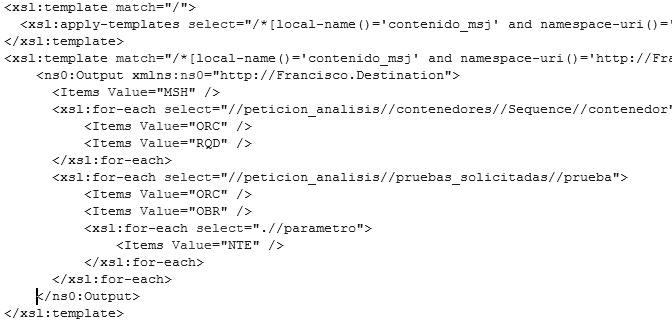 <xsl:template match="/">
<xsl:apply-templates select="/*[local-name()='contenido_msj' and namespace-uri()='
</xsl:template>
<xsl:template match="/*[local-name()='contenido_msj' and namespace-uri()='http://Fra
<ns0:Output xmlns:ns0="http://Francisco.Destination">
<Items Value="MSH" />
<xsl:for-each select="//peticion_analisis//contenedores//Sequence//contenedor"
<Items Value="ORC" />
<Items Value="RQD" />
</xsl:for-each>
<xsl:for-each select="//peticion_analisis//pruebas_solicitadas//prueba">
<Items Value="ORC" />
<Items Value="OBR" />
<xsl:for-each select=".//parametro">
<Items Value="NTE" />
</xsl:for-each>
</xsl:for-each>
</ns0:Output>
</xsl:template>